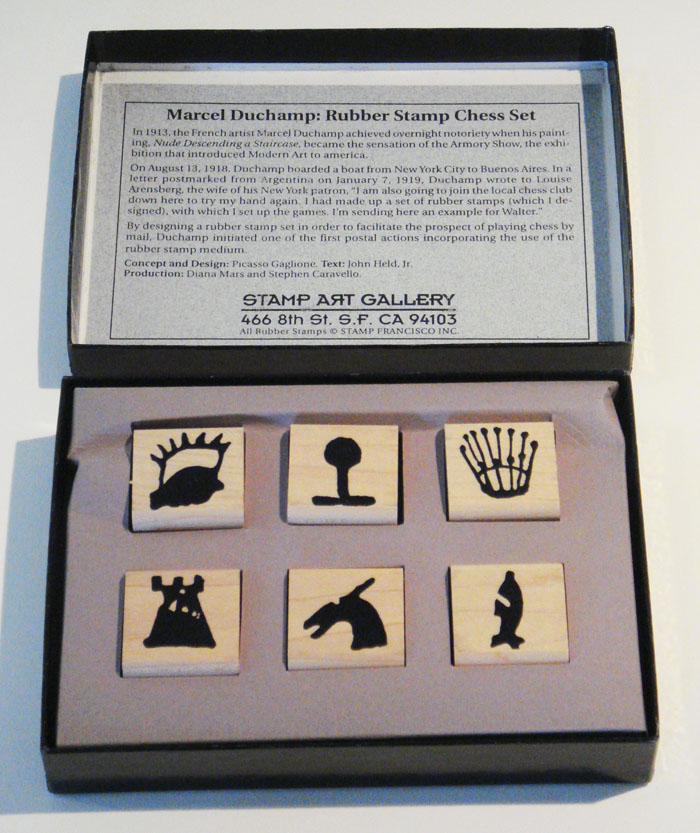 Marcel Duchamp: Rubber Stamp Chess Set
In 1913, the French artist Marcel Duchamp achieved overnight notoriety when his paint-
ing, Nude Descending a Staircase, became the sensation of the Armory Show, the exhi-
bition that introduced Modern Art to america.
On August 13, 1918, Duchamp boarded a boat from New York City to Buenos Aires. In a
letter postmarked from Argentina on January 7, 1919, Duchamp wrote to Louise
Arensberg, the wife of his New York patron, "I am also going to join the local chess club
down here to try my hand again. I had made up a set of rubber stamps (which I de-
signed), with which I set up the games. I'm sending here an example for Walter."
By designing a rubber stamp set in order to facilitate the prospect of playing chess by
mail, Duchamp initiated one of the first postal actions incorporating the use of the
rubber stamp medium.
Concept and Design: Picasso Gaglione. Text: John Held, Jr.
Production: Diana Mars and Stephen Caravello.
STAMP ART GALLERY
466 8th St. S.F. CA 94103
All Rubber Stamps © STAMP FRANCISCO INC.